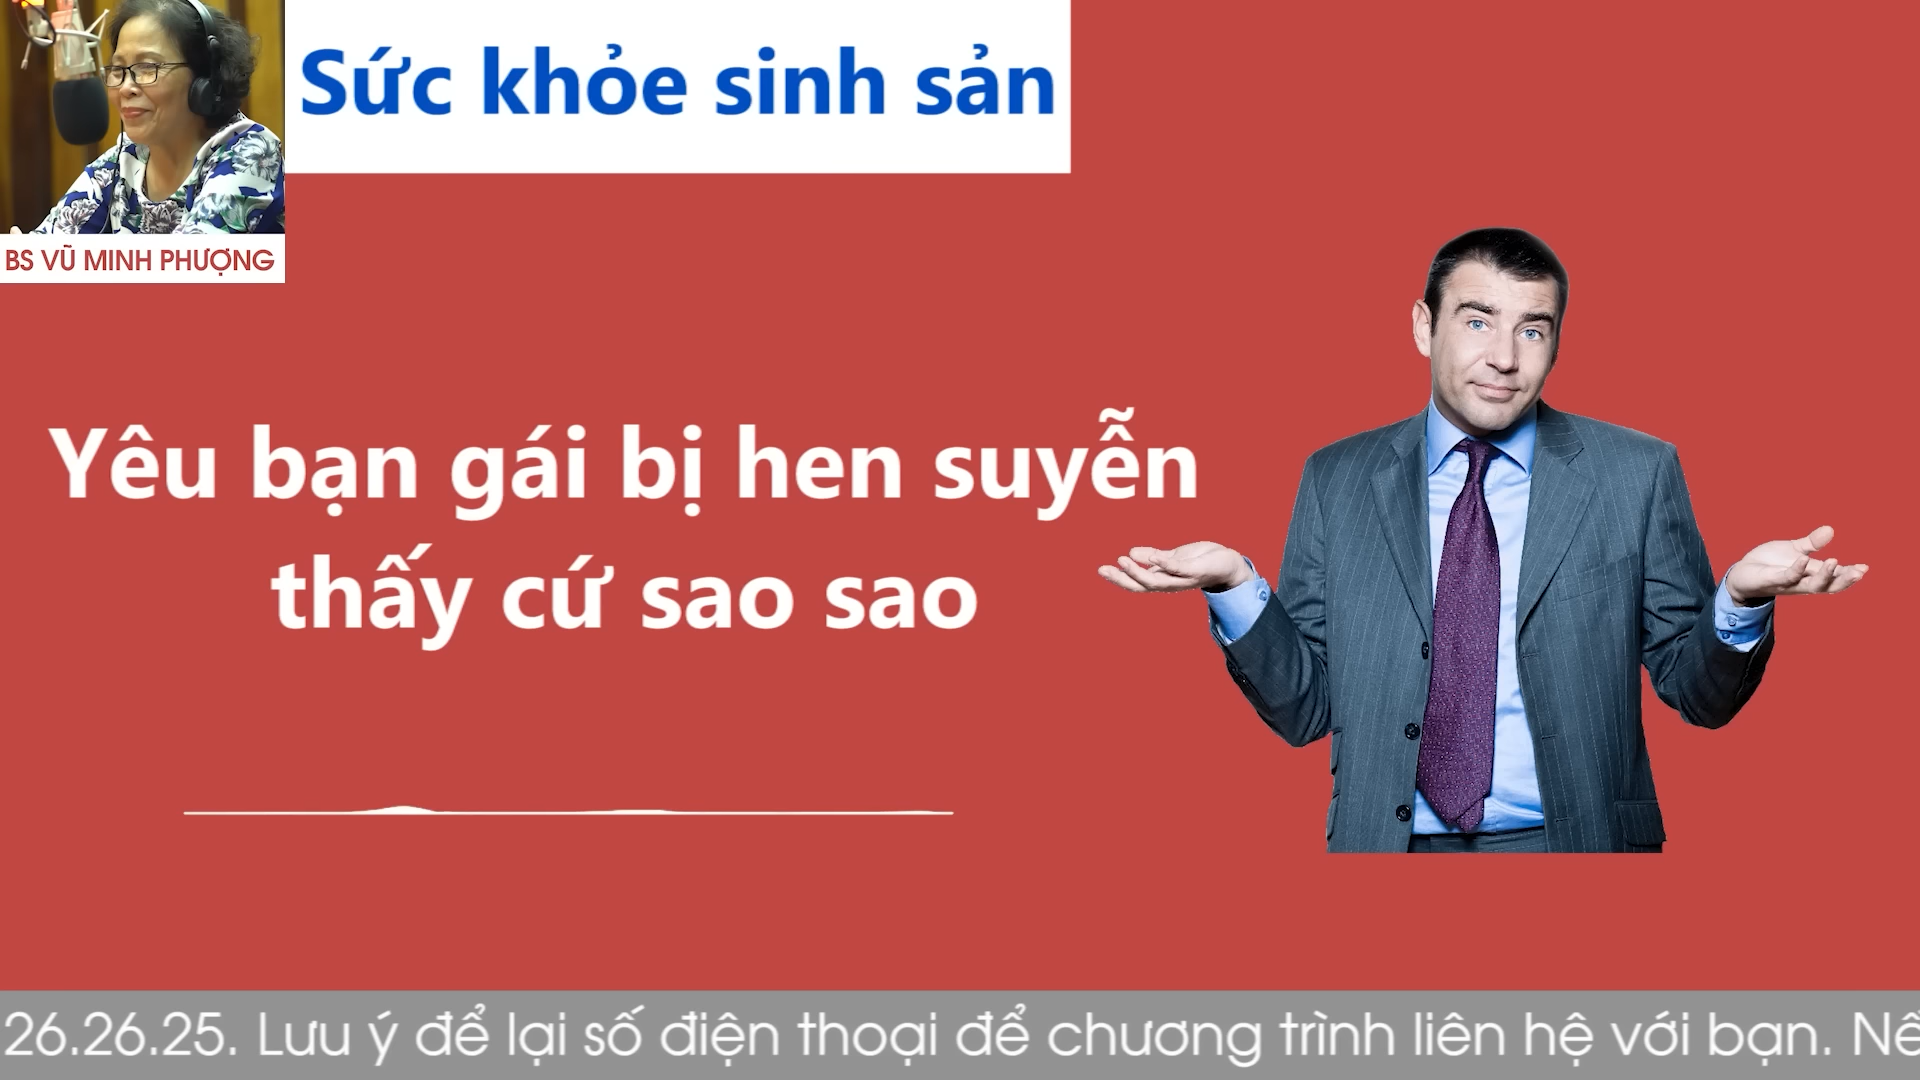 Sức khỏe sinh sản
BS VŨ MINH PHƯỢNG
Yêu bạn gái bị hen suyễn
thấy cứ sao sao
26.26.25. Lưu ý để lại số điện thoại để chương trình liên hệ với bạn.